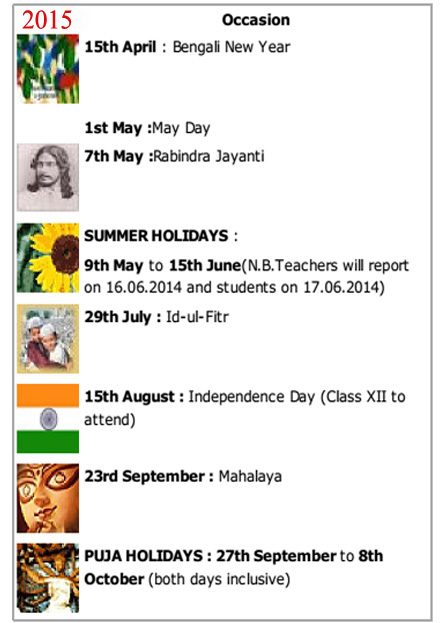 2015
Occasion
15th April : Bengali New Year
1st May :May Day
7th May :Rabindra Jayanti
SUMMER HOLIDAYS :
9th May to 15th June(N.B.Teachers will report
on 16.06.2014 and students on 17.06.2014)
29th July : Id-ul-Fitr
15th August : Independence Day (Class XII to
attend)
23rd September : Mahalaya
PUJA HOLIDAYS : 27th September to 8th
October (both days inclusive)